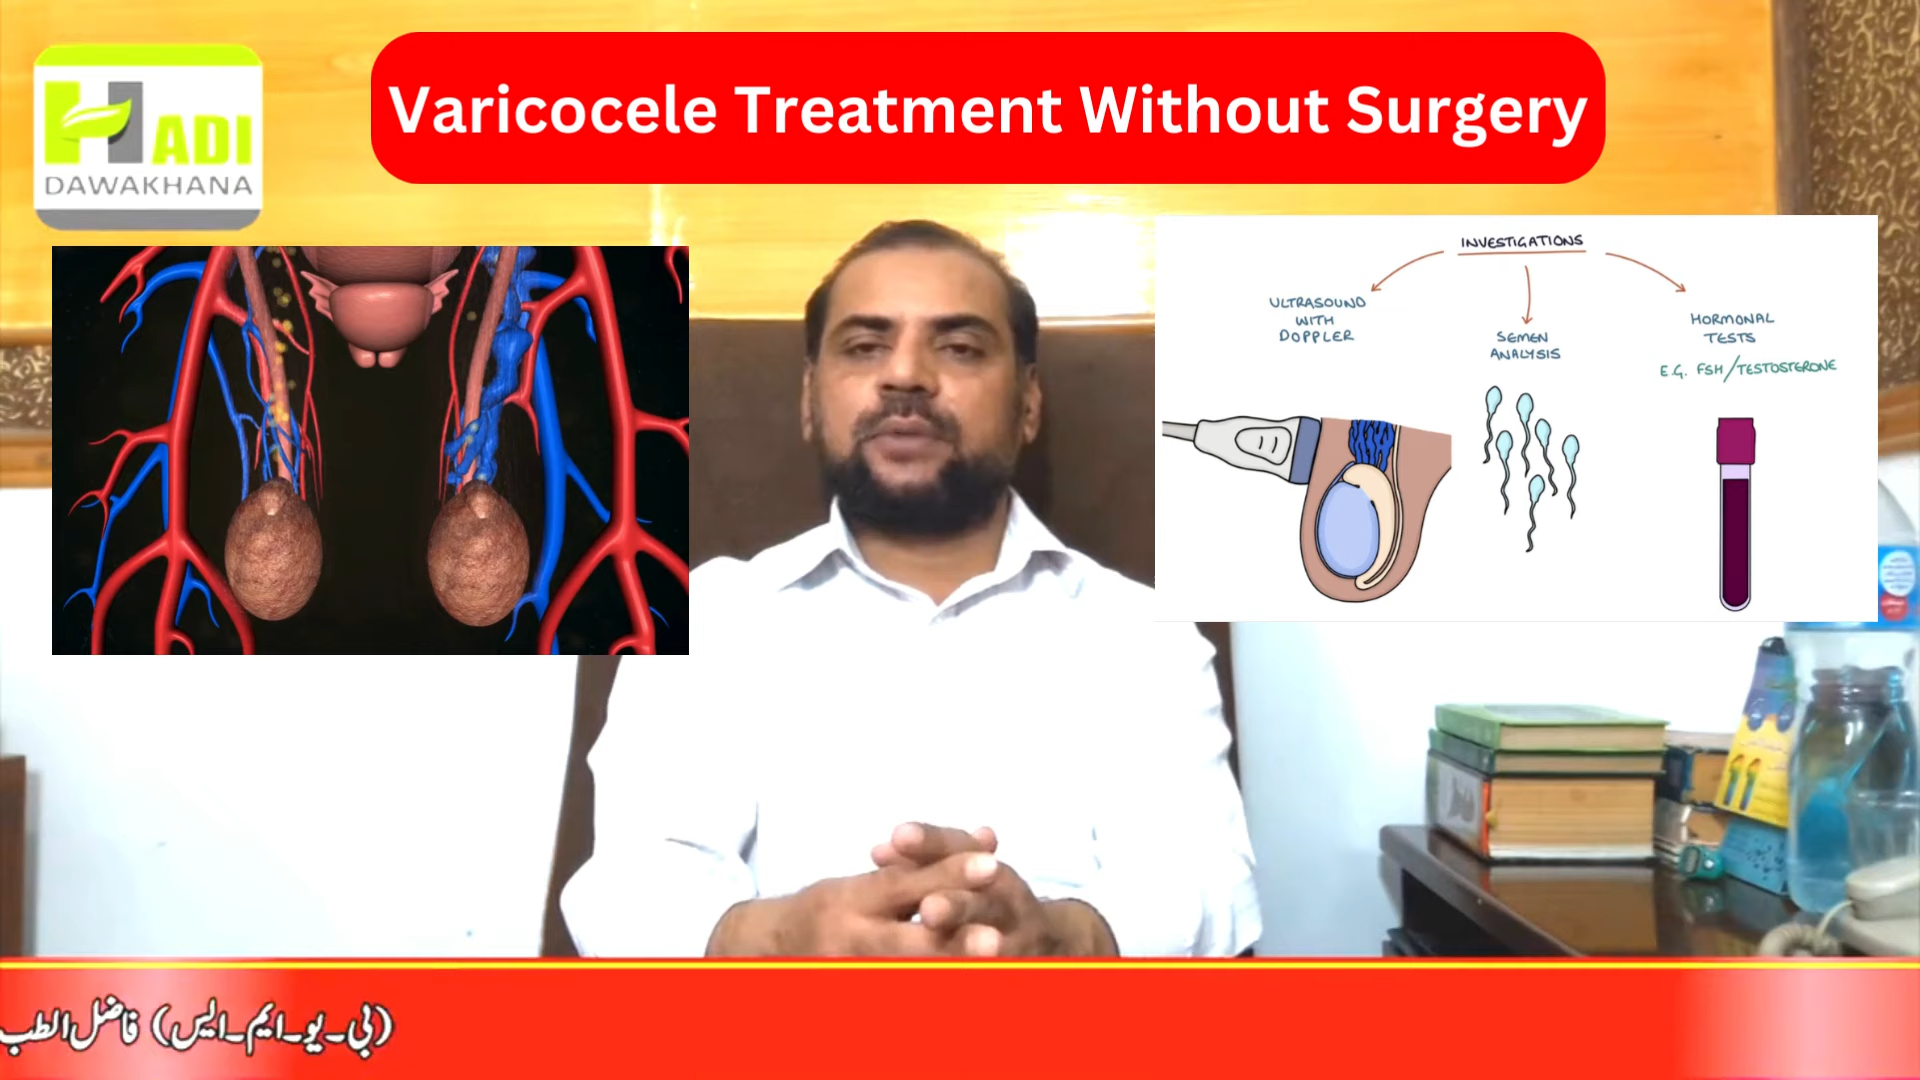 HADI
DAWAKHANA
Varicocele Treatment Without Surgery
INVESTIGATIONS
ULTRASOUND
WITH
DOPPLER
SEMEN
ANALYSIS
HORMONAL
TESTS
E.G. FSH/TESTOSTERONE
(بی۔یو۔ایم۔ایس) فاضل الطب